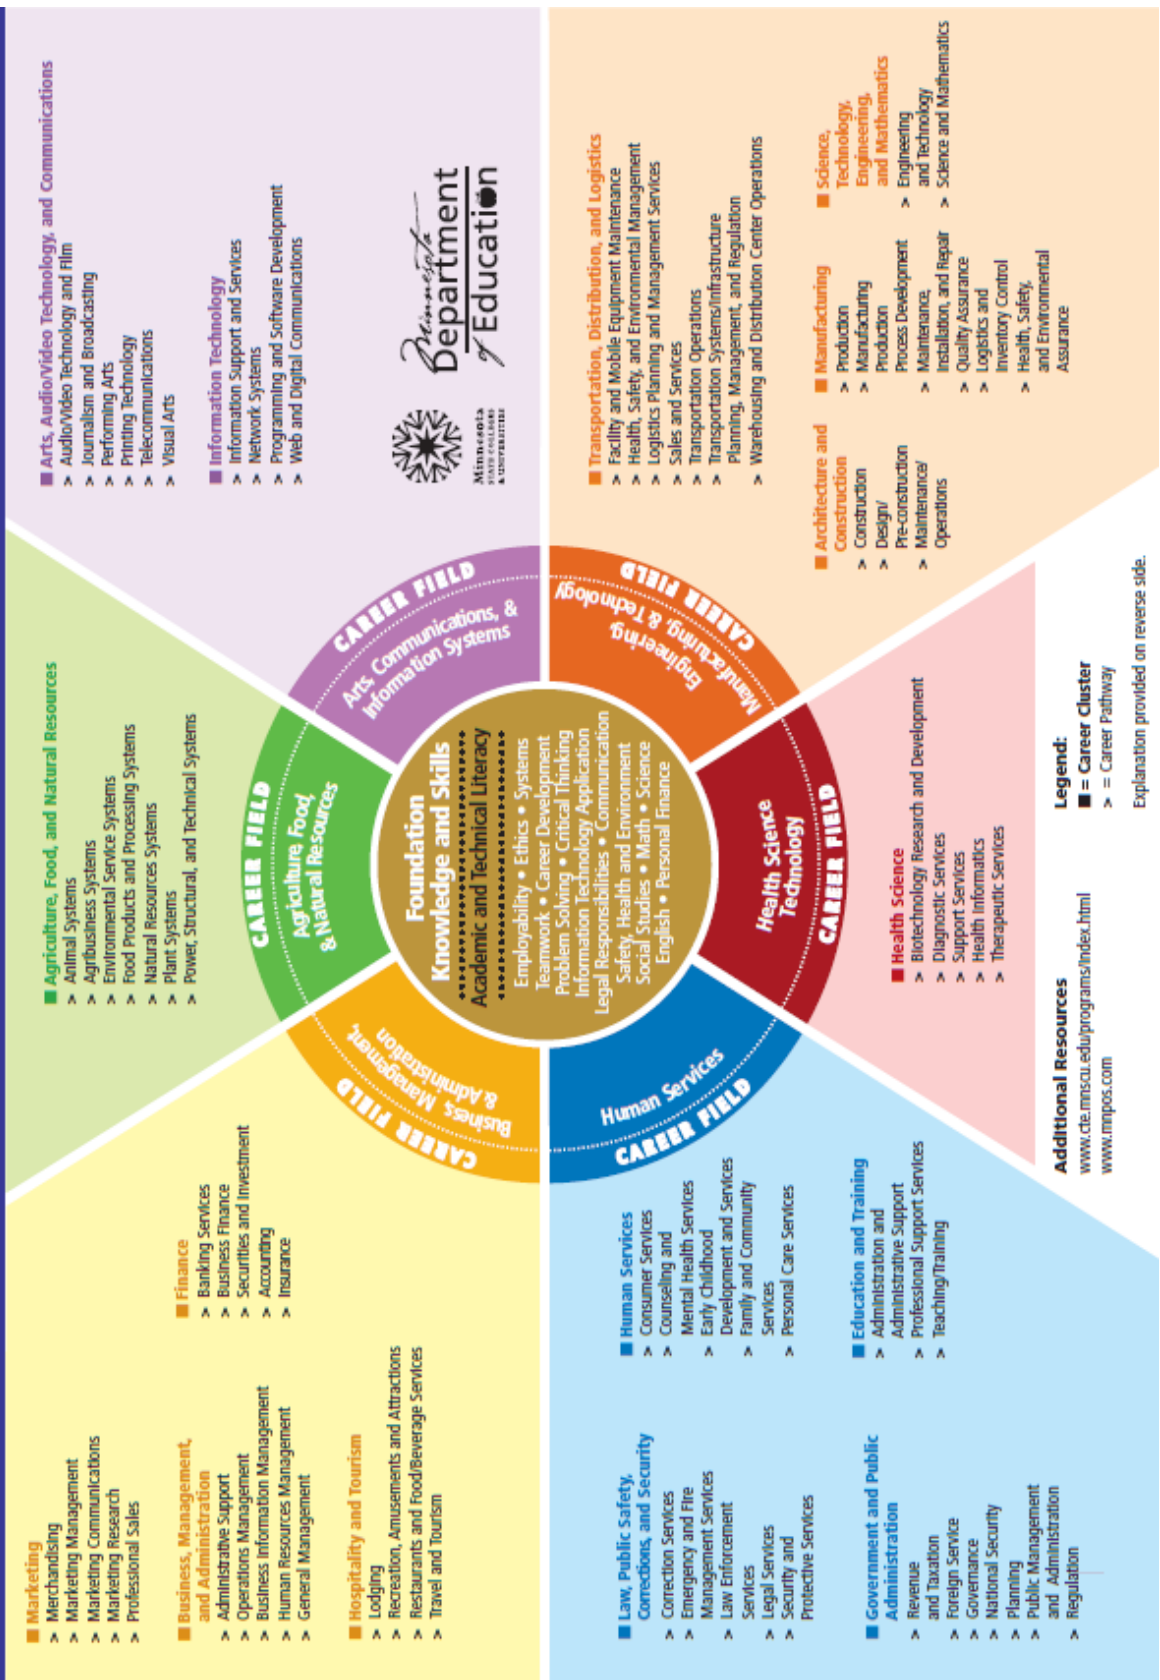 ■ Marketing
> Merchandising
> Marketing Management
> Marketing Communications
> Marketing Research
> Professional Sales
■ Business, Management,
and Administration
> Administrative Support
> Operations Management
> Business Information Management
> Human Resources Management
> General Management
■ Hospitality and Tourism
> Lodging
> Recreation, Amusements and Attractions
> Restaurants and Food/Beverage Services
> Travel and Tourism
■ Finance
> Banking Services
> Business Finance
> Securities and Investment
> Accounting
> Insurance
■ Agriculture, Food, and Natural Resources
> Animal Systems
> Agribusiness Systems
> Environmental Service Systems
> Food Products and Processing Systems
> Natural Resources Systems
> Plant Systems
> Power, Structural, and Technical Systems
■ Arts, Audio/Video Technology, and Communications
> Audio/Video Technology and Film
> Journalism and Broadcasting
> Performing Arts
> Printing Technology
> Telecommunications
> Visual Arts
■ Information Technology
> Information Support and Services
> Network Systems
> Programming and Software Development
> Web and Digital Communications
Minnesota
STATE COLLEGES
& UNIVERSITIES
Minnesota
Department
of Education
CAREER FIELD
Business, Management,
& Administration
CAREER FIELD
Agriculture, Food,
& Natural Resources
CAREER FIELD
Arts, Communications, &
Information Systems
Foundation
Knowledge and Skills
Academic and Technical Literacy
Employability • Ethics • Systems
Teamwork • Career Development
Problem Solving • Critical Thinking
Information Technology Application
Legal Responsibilities • Communication
Safety, Health and Environment
Social Studies • Math • Science
English • Personal Finance
Human Services
CAREER FIELD
Health Science
Technology
CAREER FIELD
Engineering,
Manufacturing, & Technology
CAREER FIELD
■ Law, Public Safety,
Corrections, and Security
> Correction Services
> Emergency and Fire
Management Services
> Law Enforcement
Services
> Legal Services
> Security and
Protective Services
■ Government and Public
Administration
> Revenue
and Taxation
> Foreign Service
> Governance
> National Security
> Planning
> Public Management
and Administration
> Regulation
■ Human Services
> Consumer Services
> Counseling and
Mental Health Services
> Early Childhood
Development and Services
> Family and Community
Services
> Personal Care Services
■ Education and Training
> Administration and
Administrative Support
> Professional Support Services
> Teaching/Training
■ Health Science
> Biotechnology Research and Development
> Diagnostic Services
> Support Services
> Health Informatics
> Therapeutic Services
■ Transportation, Distribution, and Logistics
> Facility and Mobile Equipment Maintenance
> Health, Safety, and Environmental Management
> Logistics Planning and Management Services
> Sales and Services
> Transportation Operations
> Transportation Systems/Infrastructure
Planning, Management, and Regulation
> Warehousing and Distribution Center Operations
■ Architecture and
Construction
> Construction
> Design/
Pre-construction
> Maintenance/
Operations
■ Manufacturing
> Production
> Manufacturing
Production
Process Development
> Maintenance,
Installation, and Repair
> Quality Assurance
> Logistics and
Inventory Control
> Health, Safety,
and Environmental
Assurance
■ Science,
Technology,
Engineering,
and Mathematics
> Engineering
and Technology
> Science and Mathematics
Additional Resources
www.cte.mnscu.edu/programs/index.html
www.mnpos.com
Legend:
■ = Career Cluster
> = Career Pathway
Explanation provided on reverse side.